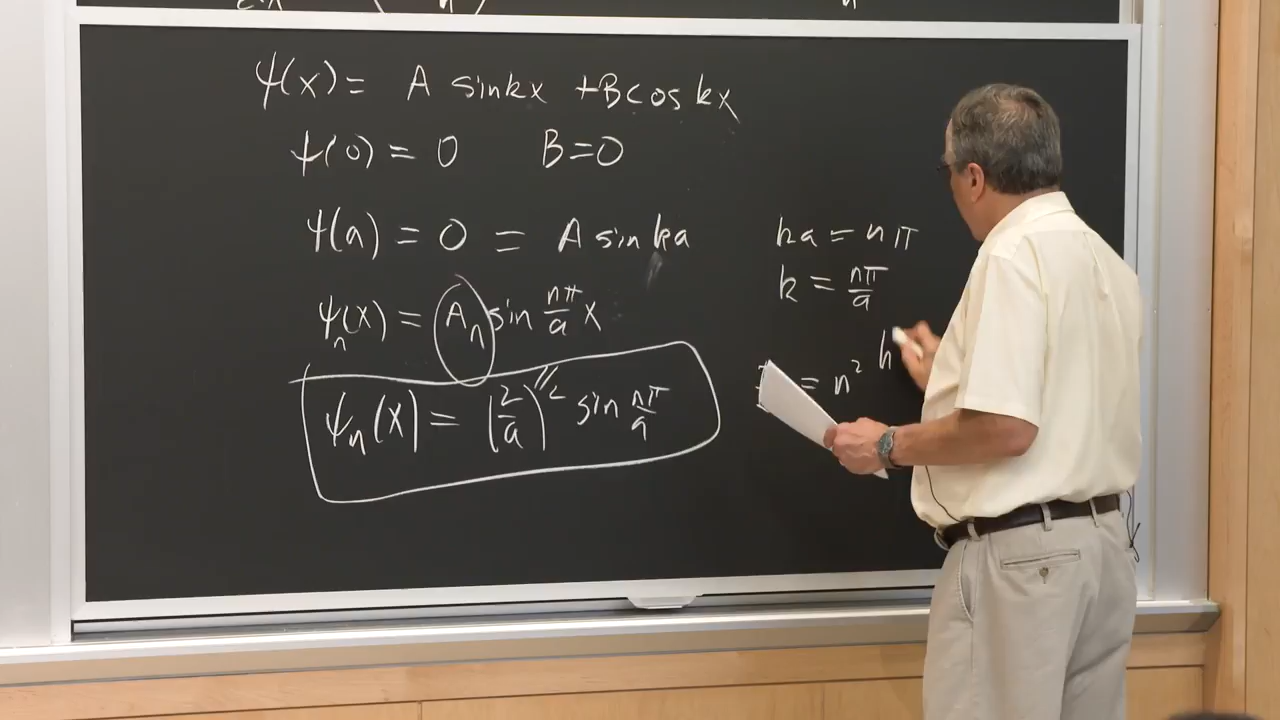 ψ(x) = A sin kx + B cos kx
ψ(0) = 0 B = 0
ψ(a) = 0 = A sin ka
ka = nπ
k = nπ/a
ψₙ(x) = Aₙ sin nπ/a x
= n² h
ψₙ(x) = (2/a)^1/2 sin nπ/a